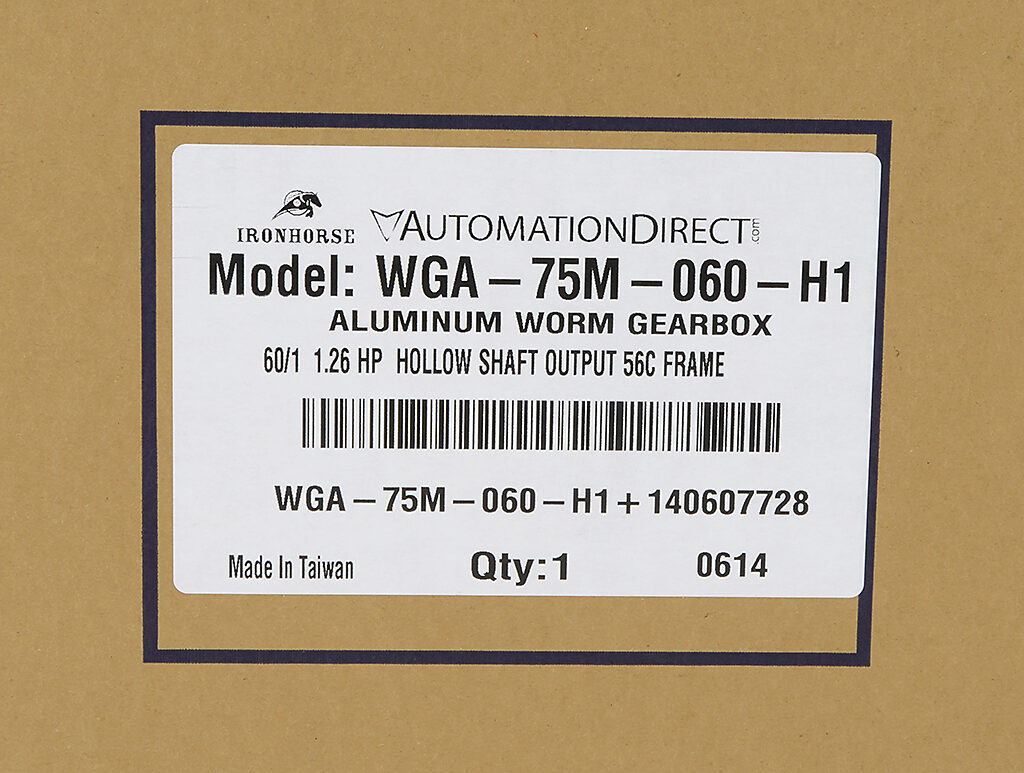 IRONHORSE AUTOMATIONDIRECT.com
Model: WGA-75M-060-H1
ALUMINUM WORM GEARBOX
60/1 1.26 HP HOLLOW SHAFT OUTPUT 56C FRAME
WGA-75M-060-H1+140607728
Made In Taiwan Qty:1 0614